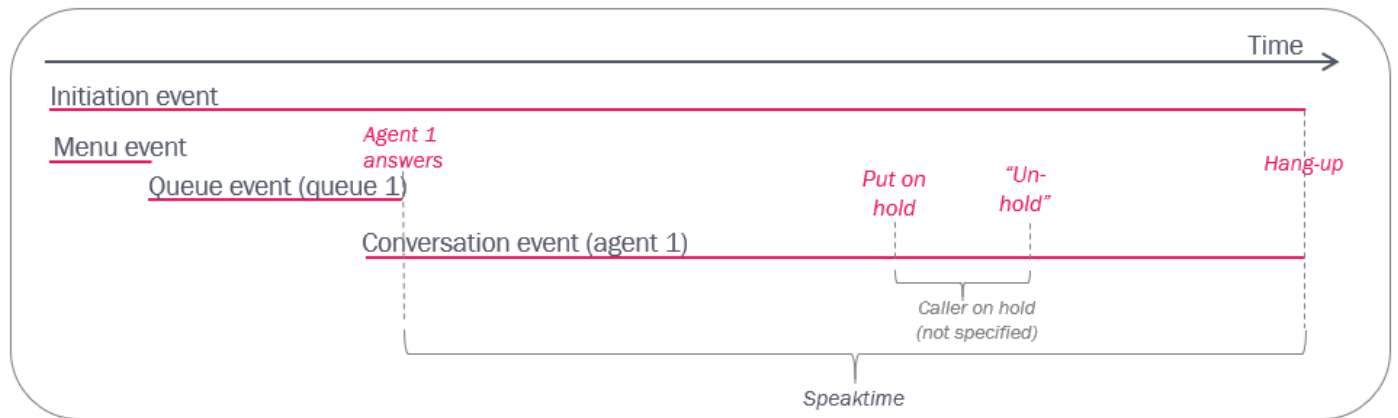 Time
Initiation event
Menu event
Agent 1
answers
Hang-up
Queue event (queue 1)
Put on
hold
“Un-
hold”
Conversation event (agent 1)
Caller on hold
(not specified)
Speaktime